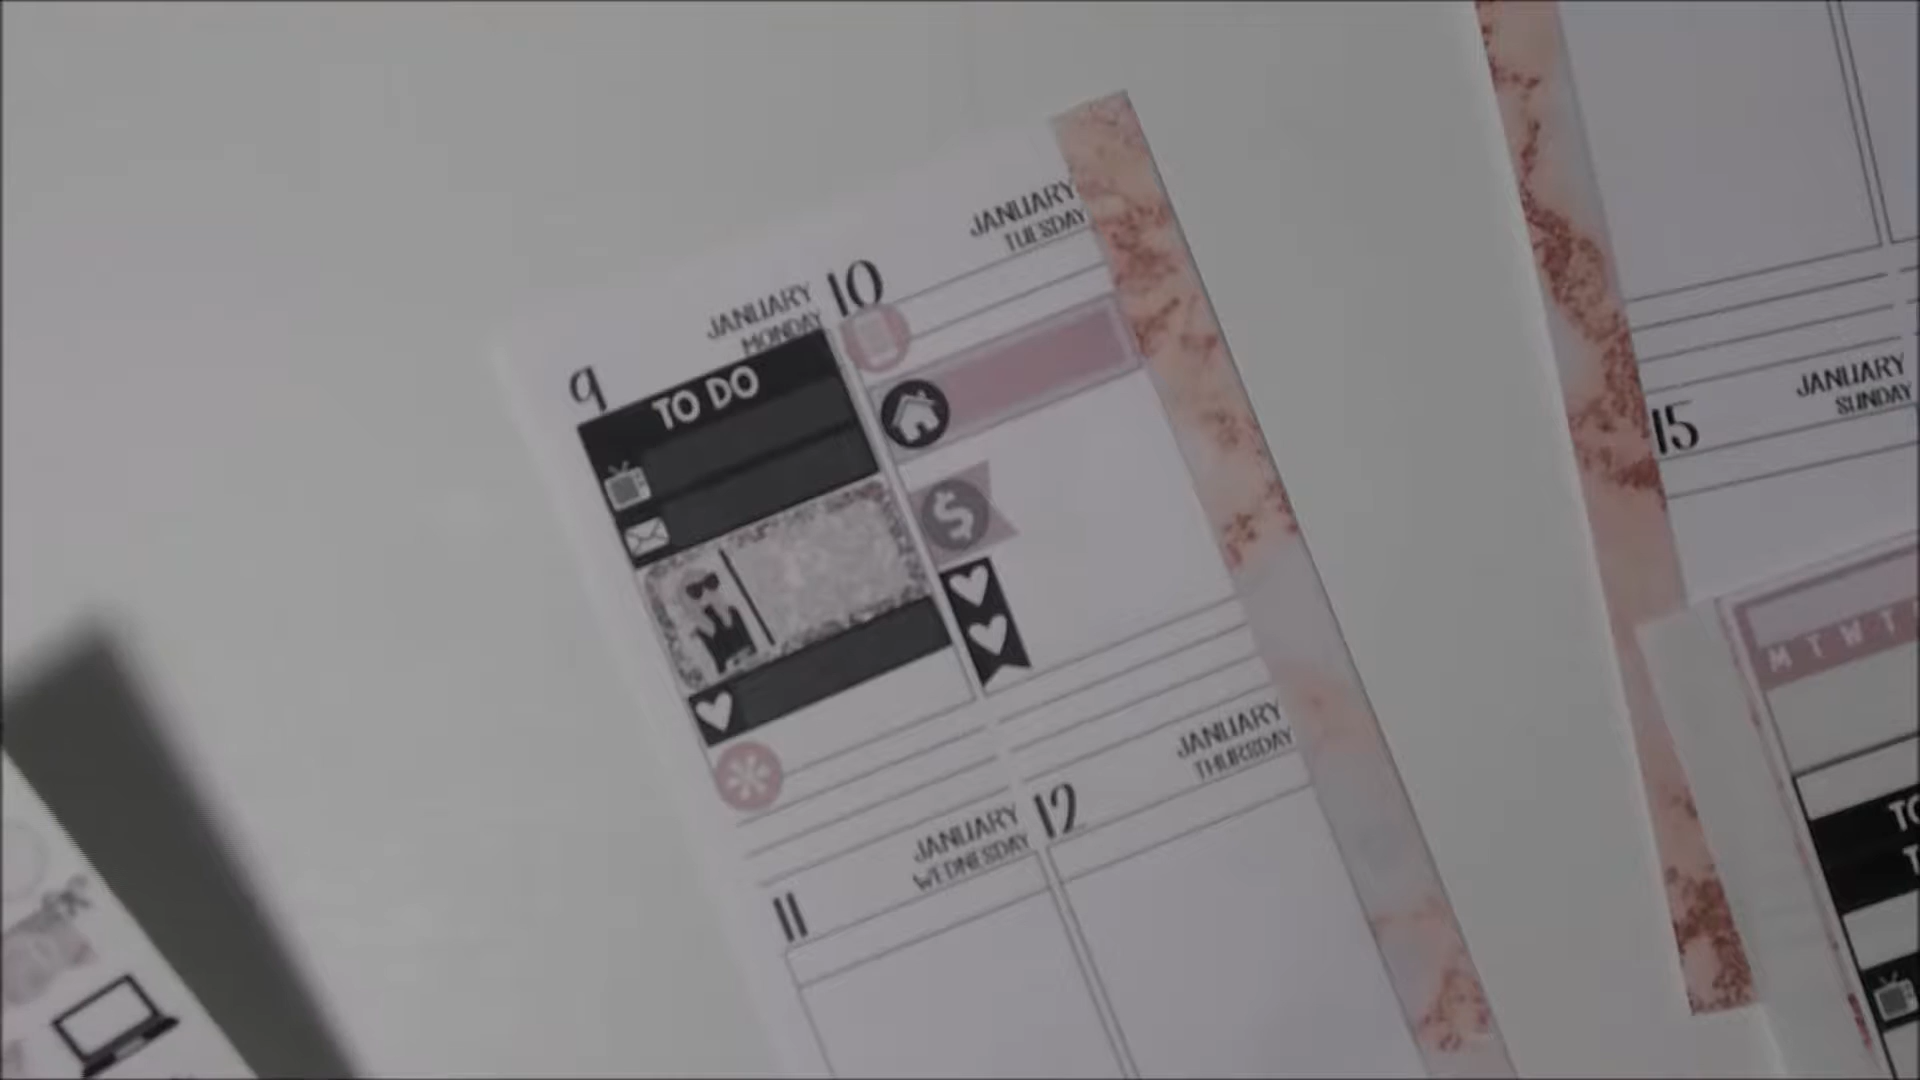 JANUARY
TUESDAY
10
JANUARY
MONDAY
9
TO DO
$
JANUARY
THURSDAY
12
JANUARY
WEDNESDAY
11
JANUARY
SUNDAY
15
M T W T